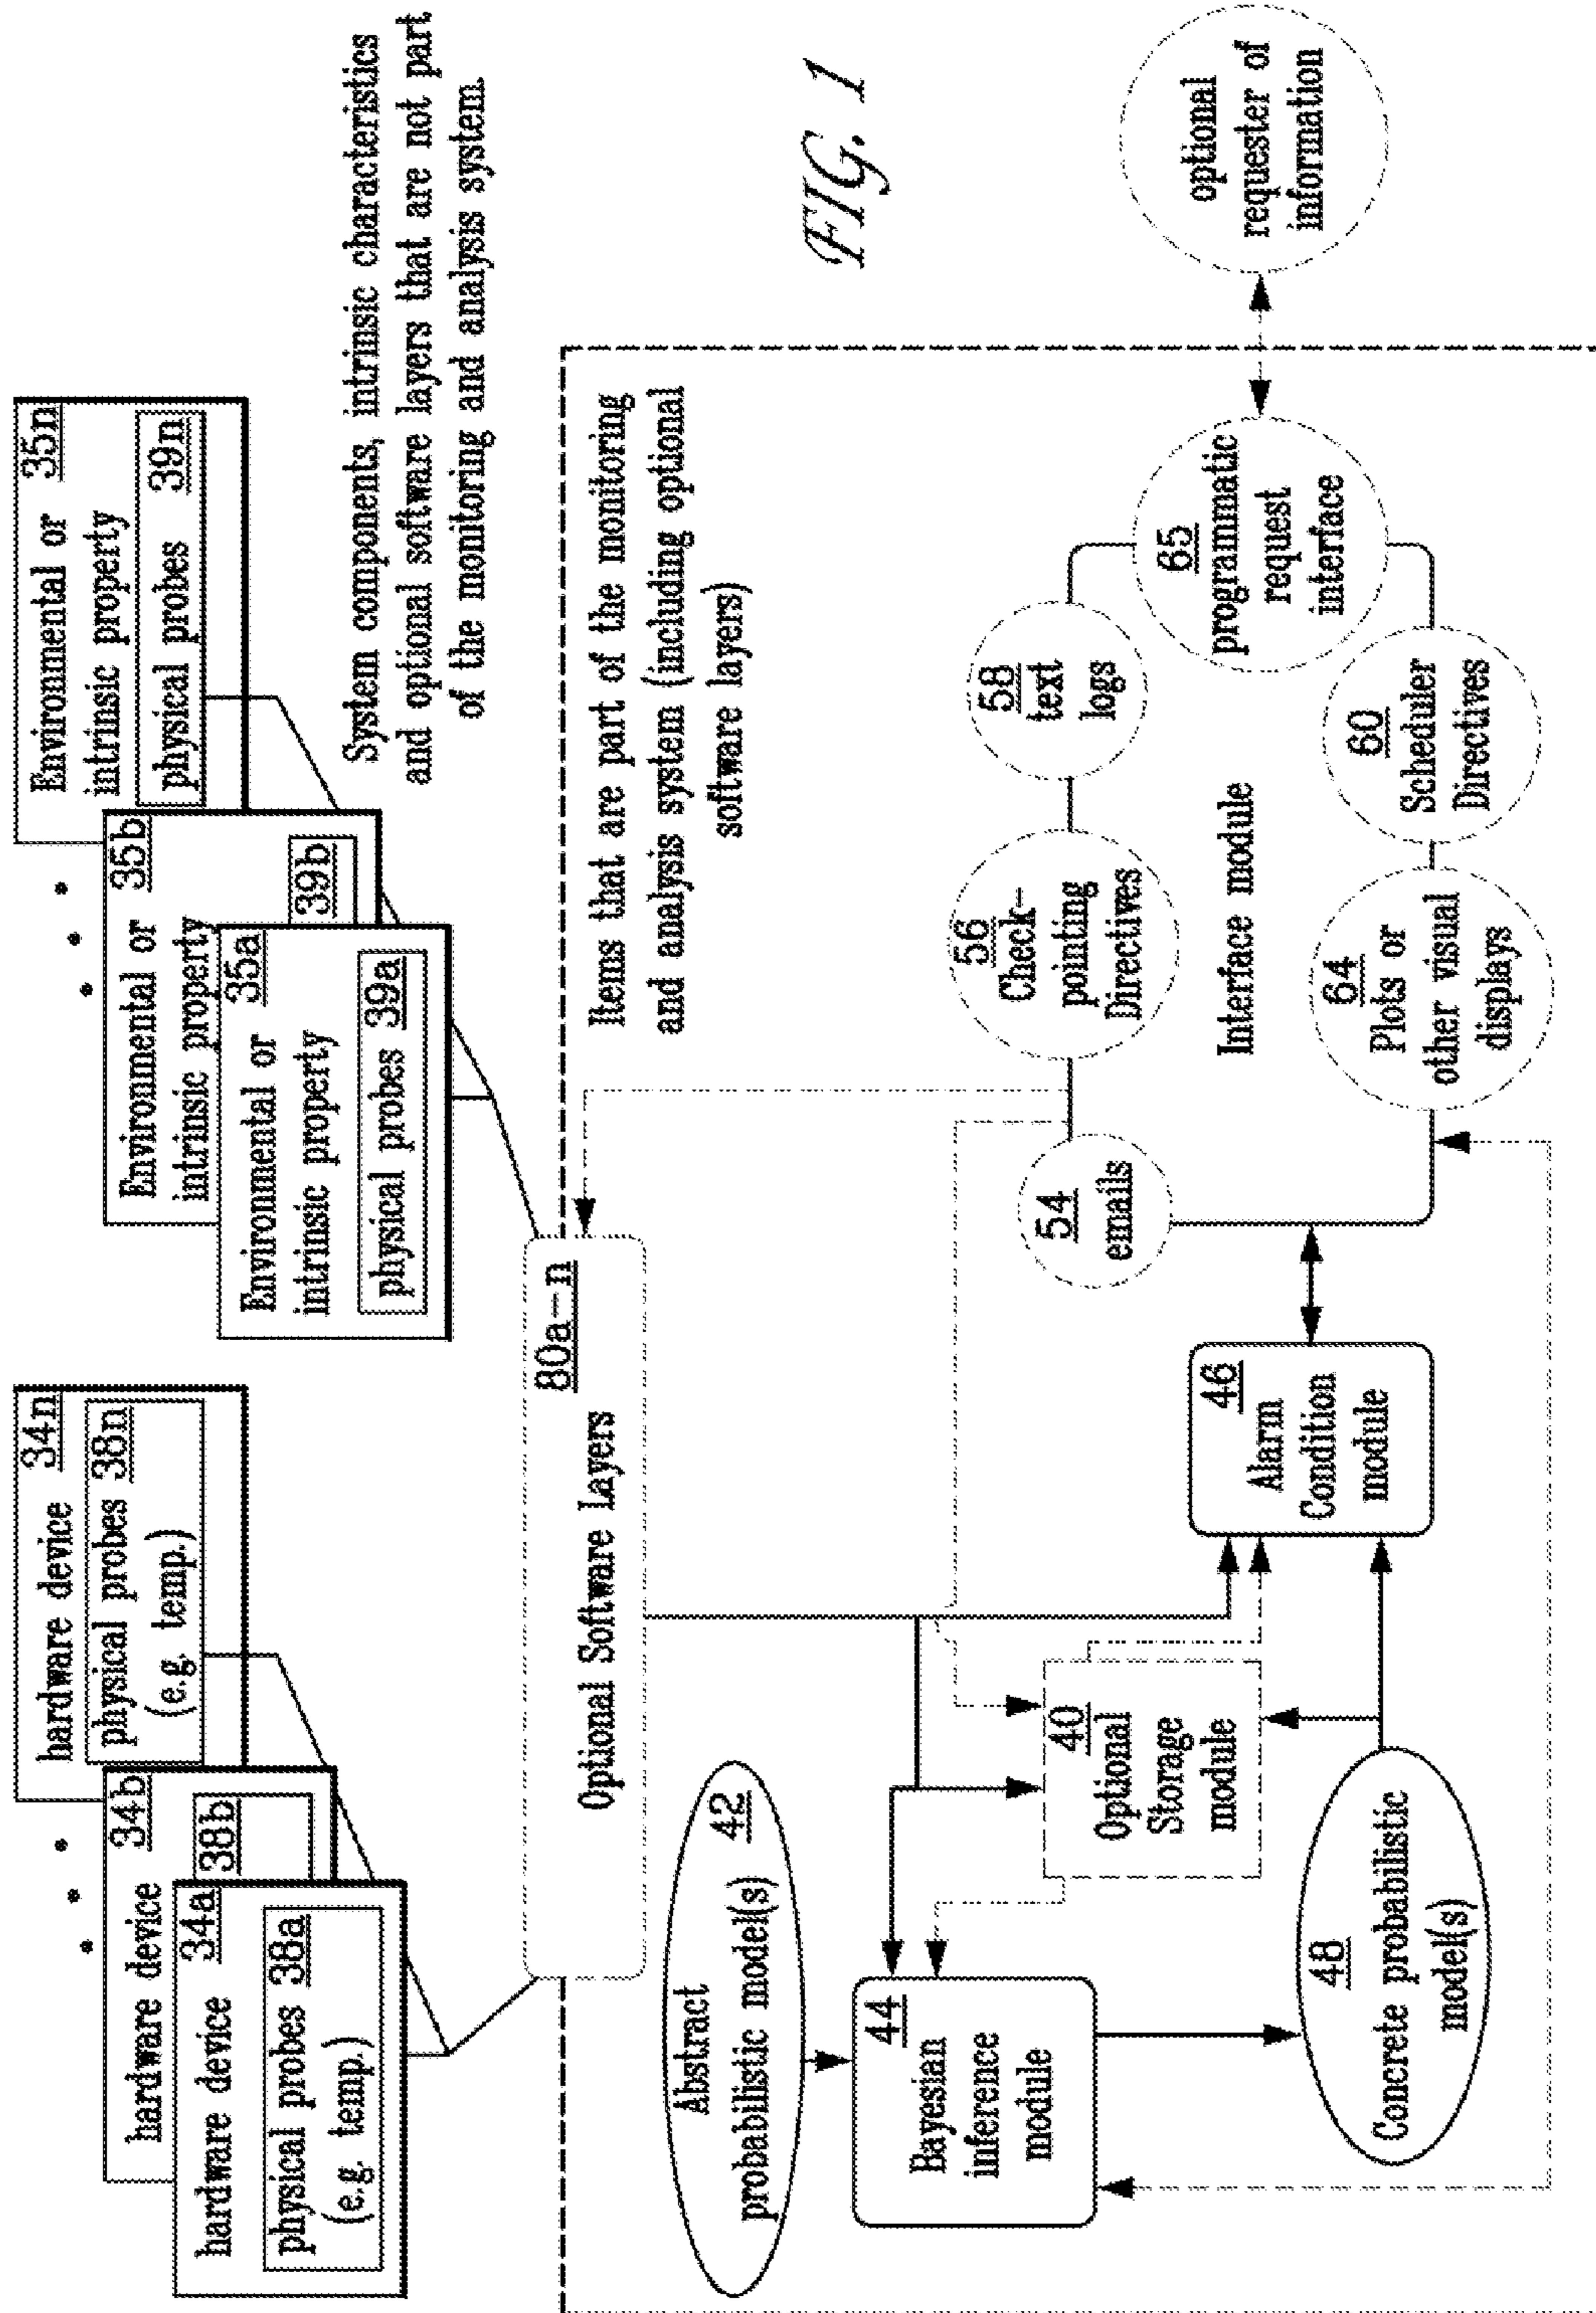 hardware device 34n
physical probes 38n
(e.g. temp.)
34b
hardware device
38b
34a
hardware device
physical probes 38a
(e.g. temp.)
Environmental or 35n
intrinsic property
physical probes 39n
35b
Environmental or
intrinsic property
39b
35a
Environmental or
intrinsic property
physical probes 39a
System components, intrinsic characteristics
and optional software layers that are not part
of the monitoring and analysis system.
80a-n
Optional Software Layers
Items that are part of the monitoring
and analysis system (including optional
software layers)
FIG. 1
Abstract
probabilistic model(s) 42
44
Bayesian
inference
module
40
Optional
Storage
module
48
Concrete probabilistic
model(s)
46
Alarm
Condition
module
54
emails
56
Check-
pointing
Directives
58
text
logs
Interface module
64
Plots or
other visual
displays
60
Scheduler
Directives
65
programmatic
request
interface
optional
requester of
information